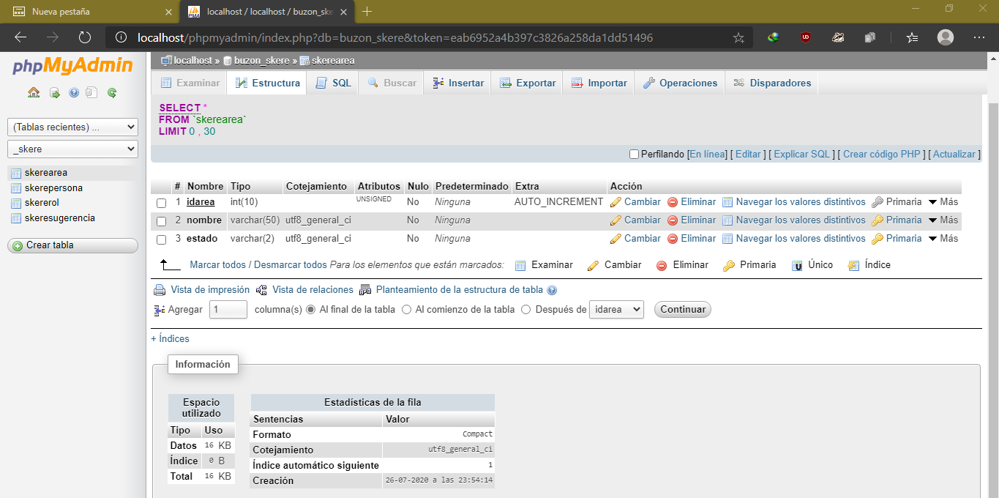 Nueva pestaña
localhost / localhost / buzon_ske
localhost/phpmyadmin/index.php?db=buzon_skere&token=eab6952a4b397c3826a258da1dd51496
phpMyAdmin
(Tablas recientes) ...
_skere
skerearea
skerepersona
skererol
skeresugerencia
Crear tabla
localhost » buzon_skere » skerearea
Examinar Estructura SQL Buscar Insertar Exportar Importar Operaciones Disparadores
SELECT *
FROM `skerearea`
LIMIT 0 , 30
Perfilando [En línea] [ Editar ] [ Explicar SQL ] [ Crear código PHP ] [ Actualizar ]
# Nombre Tipo Cotejamiento Atributos Nulo Predeterminado Extra Acción
1 idarea int(10) UNSIGNED No Ninguna AUTO_INCREMENT Cambiar Eliminar Navegar los valores distintivos Primaria Más
2 nombre varchar(50) utf8_general_ci No Ninguna Cambiar Eliminar Navegar los valores distintivos Primaria Más
3 estado varchar(2) utf8_general_ci No Ninguna Cambiar Eliminar Navegar los valores distintivos Primaria Más
Marcar todos / Desmarcar todos Para los elementos que están marcados: Examinar Cambiar Eliminar Primaria Único Índice
Vista de impresión Vista de relaciones Planteamiento de la estructura de tabla
Agregar 1 columna(s) Al final de la tabla Al comienzo de la tabla Después de idarea Continuar
+ Índices
Información
Espacio utilizado
Tipo Uso
Datos 16 KB
Índice 0 B
Total 16 KB
Estadísticas de la fila
Sentencias Valor
Formato Compact
Cotejamiento utf8_general_ci
Índice automático siguiente 1
Creación 26-07-2020 a las 23:54:14